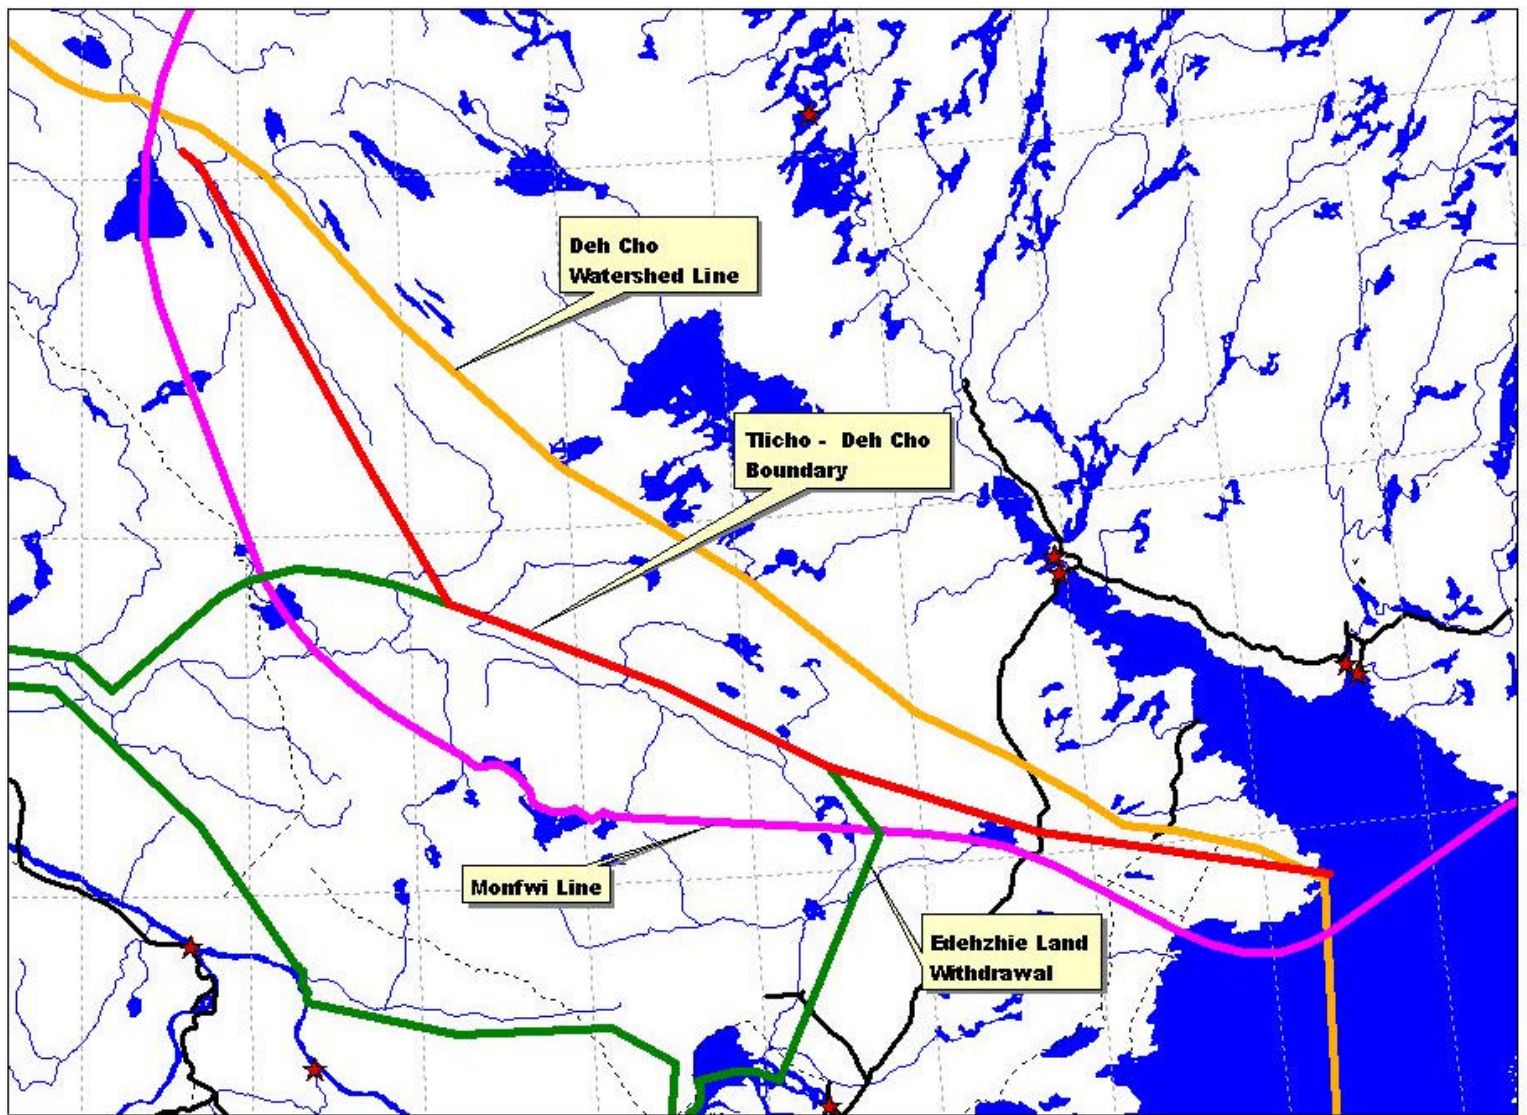 Deh Cho
Watershed Line
Tlicho - Deh Cho
Boundary
Monfwi Line
Edehzhie Land
Withdrawal